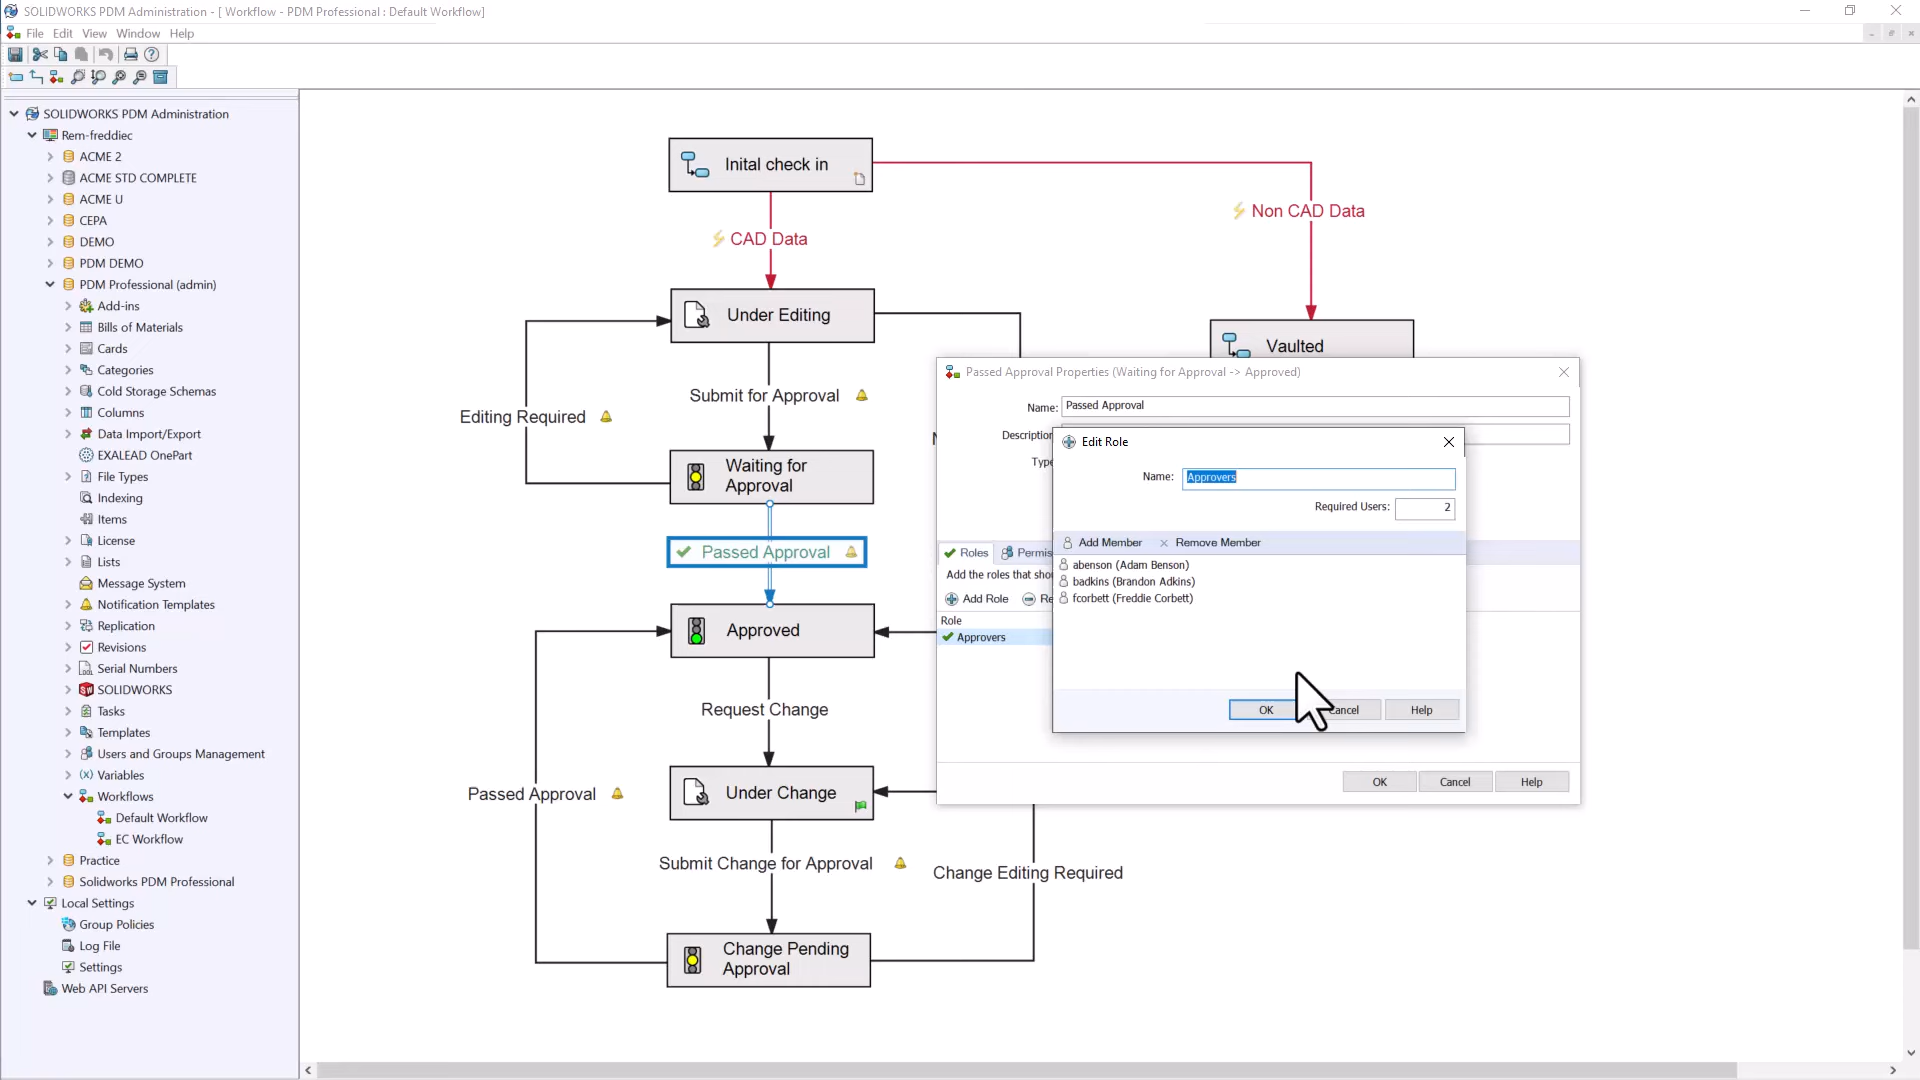 SOLIDWORKS PDM Administration - [ Workflow - PDM Professional : Default Workflow]
File Edit View Window Help
SOLIDWORKS PDM Administration
Rem-freddiec
ACME 2
ACME STD COMPLETE
ACME U
CEPA
DEMO
PDM DEMO
PDM Professional (admin)
Add-ins
Bills of Materials
Cards
Categories
Cold Storage Schemas
Columns
Data Import/Export
EXALEAD OnePart
File Types
Indexing
Items
License
Lists
Message System
Notification Templates
Replication
Revisions
Serial Numbers
SOLIDWORKS
Tasks
Templates
Users and Groups Management
Variables
Workflows
Default Workflow
EC Workflow
Practice
Solidworks PDM Professional
Local Settings
Group Policies
Log File
Settings
Web API Servers
Inital check in
Non CAD Data
CAD Data
Under Editing
Vaulted
Submit for Approval
Editing Required
Waiting for
Approval
Passed Approval
Approved
Request Change
Passed Approval
Under Change
Submit Change for Approval
Change Editing Required
Change Pending
Approval
Passed Approval Properties (Waiting for Approval -> Approved)
Name: Passed Approval
Description
Type
Roles Permis
Add the roles that sho
Add Role Re
Role
Approvers
OK Cancel Help
Edit Role
Name: Approvers
Required Users: 2
Add Member Remove Member
abenson (Adam Benson)
badkins (Brandon Adkins)
fcorbett (Freddie Corbett)
OK Cancel Help